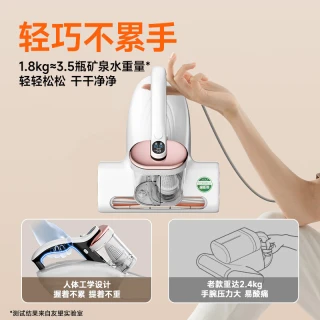 轻巧不累手
1.8kg≈3.5瓶矿泉水重量*
轻轻松松 干干净净
人体工学设计
握着不累 提着不重
老款重达2.4kg
手腕压力大 易酸痛
*测试结果来自友望实验室